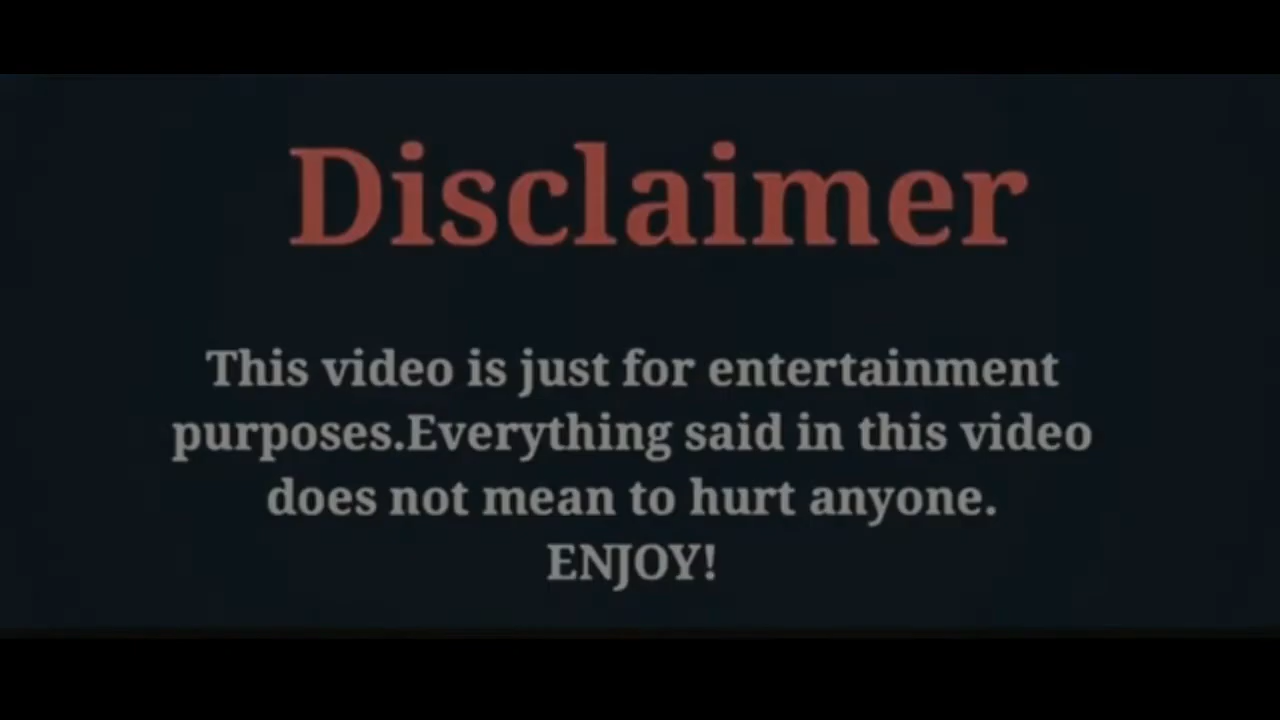 Disclaimer
This video is just for entertainment
purposes.Everything said in this video
does not mean to hurt anyone.
ENJOY!